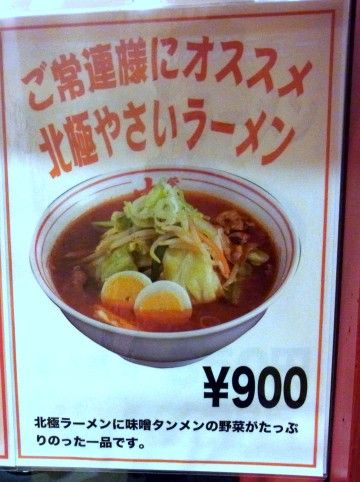 ご常連様にオススメ
北極やさいラーメン
¥900
北極ラーメンに味噌タンメンの野菜がたっぷ
りのった一品です。